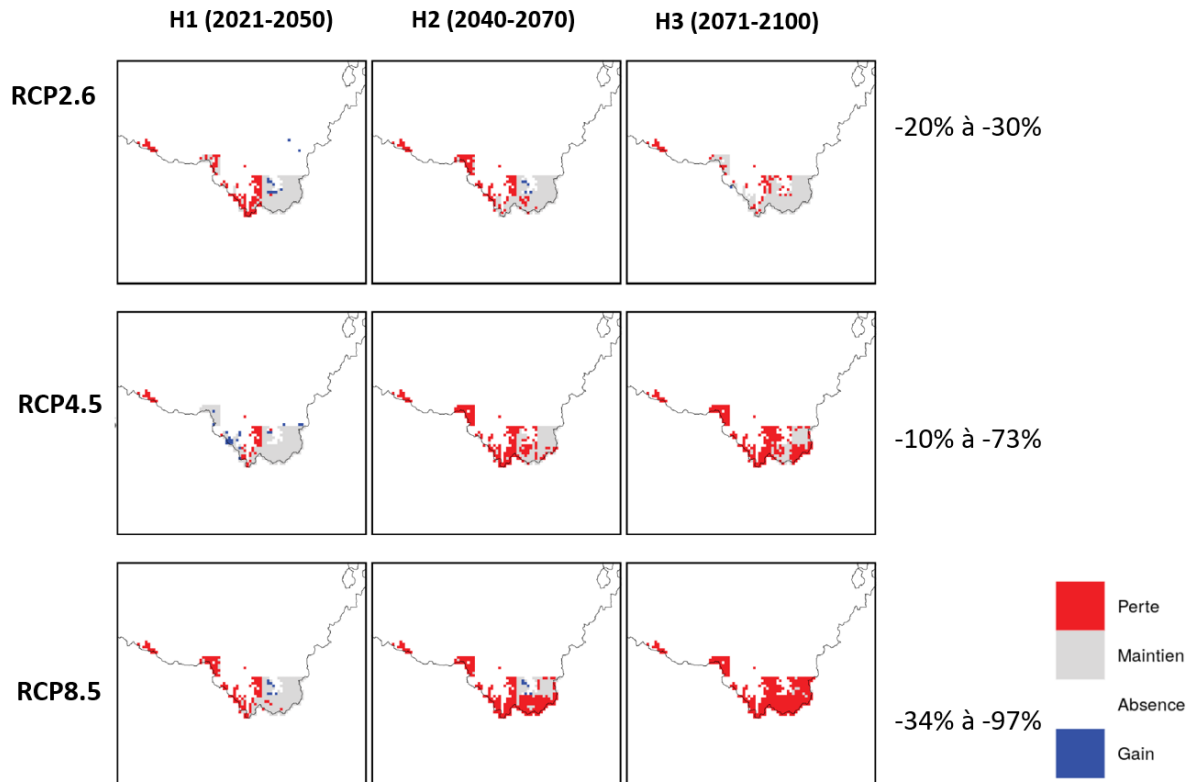 H1 (2021-2050) H2 (2040-2070) H3 (2071-2100)
RCP2.6
-20% à -30%
RCP4.5
-10% à -73%
RCP8.5
-34% à -97%
Perte
Maintien
Absence
Gain